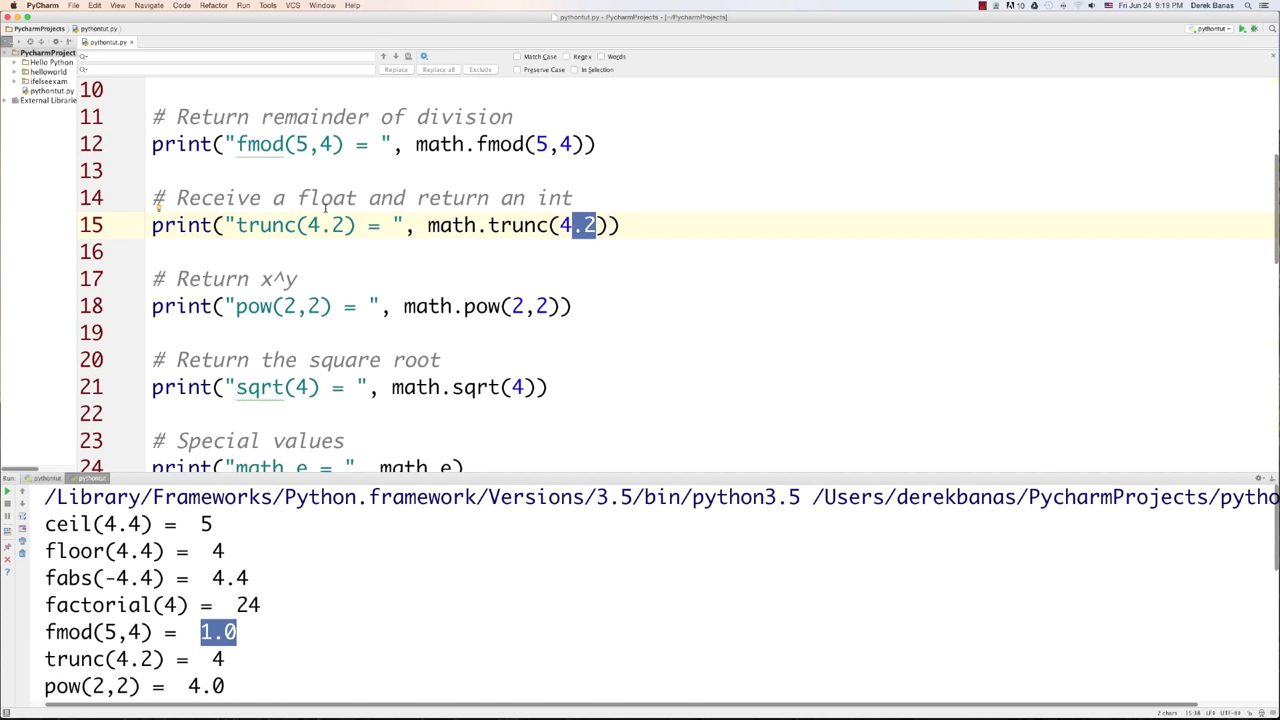 PyCharm File Edit View Navigate Code Refactor Run Tools VCS Window Help
10 Fri Jun 24 9:19 PM Derek Banas
pythontut.py - PycharmProjects - [~/PycharmProjects]
PycharmProjects pythontut.py
pythontut
pythontut.py
PycharmProject
Hello Python
helloworld
ifelseexam
pythontut.py
External Librarie
Match Case Regex Words
Replace Replace all Exclude Preserve Case In Selection
10
11 # Return remainder of division
12 print("fmod(5,4) = ", math.fmod(5,4))
13
14 # Receive a float and return an int
15 print("trunc(4.2) = ", math.trunc(4.2))
16
17 # Return x^y
18 print("pow(2,2) = ", math.pow(2,2))
19
20 # Return the square root
21 print("sqrt(4) = ", math.sqrt(4))
22
23 # Special values
24 print("math.e = ", math.e)
Run: pythontut pythontut
/Library/Frameworks/Python.framework/Versions/3.5/bin/python3.5 /Users/derekbanas/PycharmProjects/pytho
ceil(4.4) = 5
floor(4.4) = 4
fabs(-4.4) = 4.4
factorial(4) = 24
fmod(5,4) = 1.0
trunc(4.2) = 4
pow(2,2) = 4.0
2 chars 15:38 LF÷ UTF-8÷